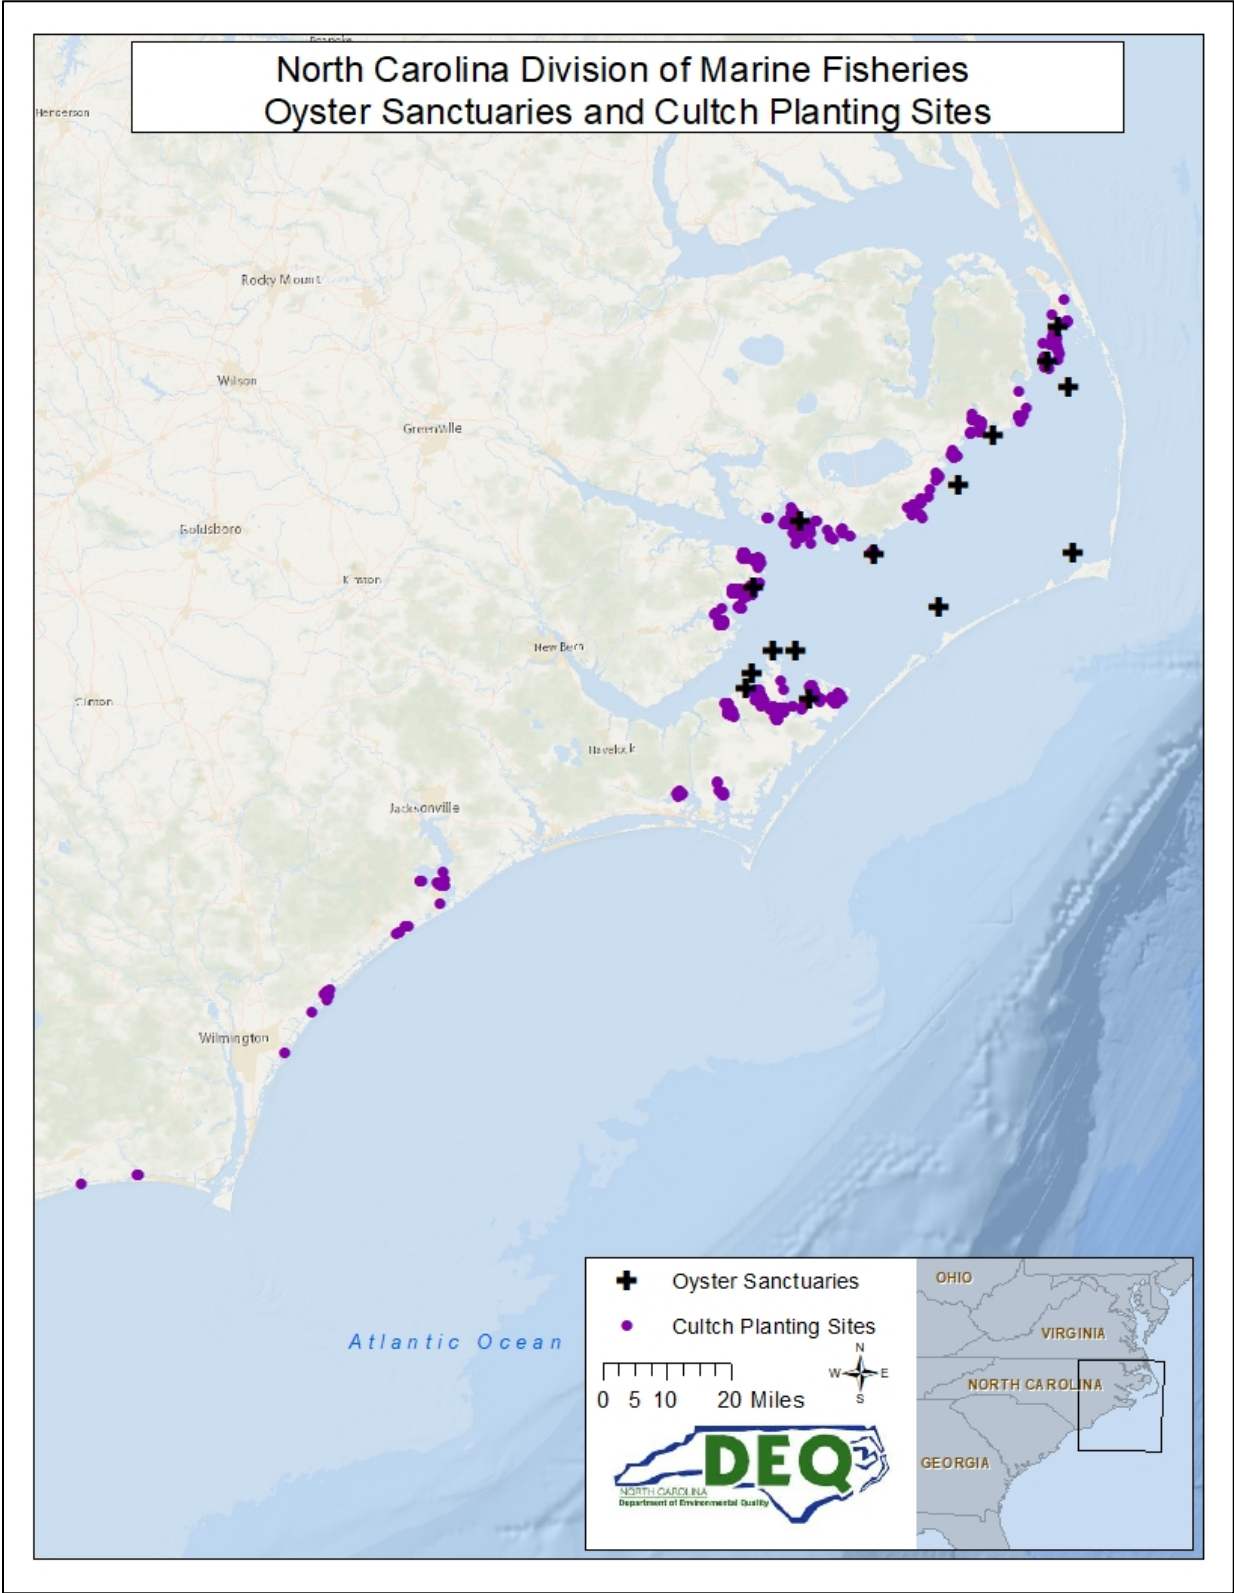 Roanoke
North Carolina Division of Marine Fisheries
Oyster Sanctuaries and Cultch Planting Sites
Henderson
Rocky Mount
Wilson
Greenville
Goldsboro
Kinston
New Bern
Clinton
Havelock
Jacksonville
Wilmington
Atlantic Ocean
Oyster Sanctuaries
Cultch Planting Sites
N
W E
S
0 5 10 20 Miles
DEQ
NORTH CAROLINA
Department of Environmental Quality
OHIO
VIRGINIA
NORTH CAROLINA
GEORGIA